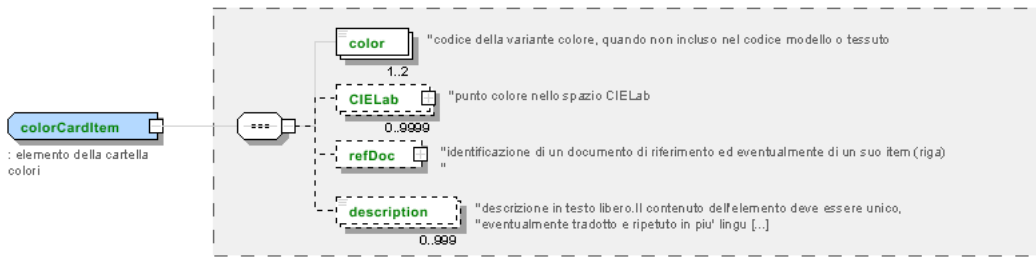 color
"codice della variante colore, quando non incluso nel codice modello o tessuto
1..2
CIELab
"punto colore nello spazio CIELab
0..9999
colorCardItem
: elemento della cartella
colori
refDoc
"identificazione di un documento di riferimento ed eventualmente di un suo item (riga)
"
description
"descrizione in testo libero.Il contenuto dell'elemento deve essere unico,
"eventualmente tradotto e ripetuto in piu' lingu [...]
0..999